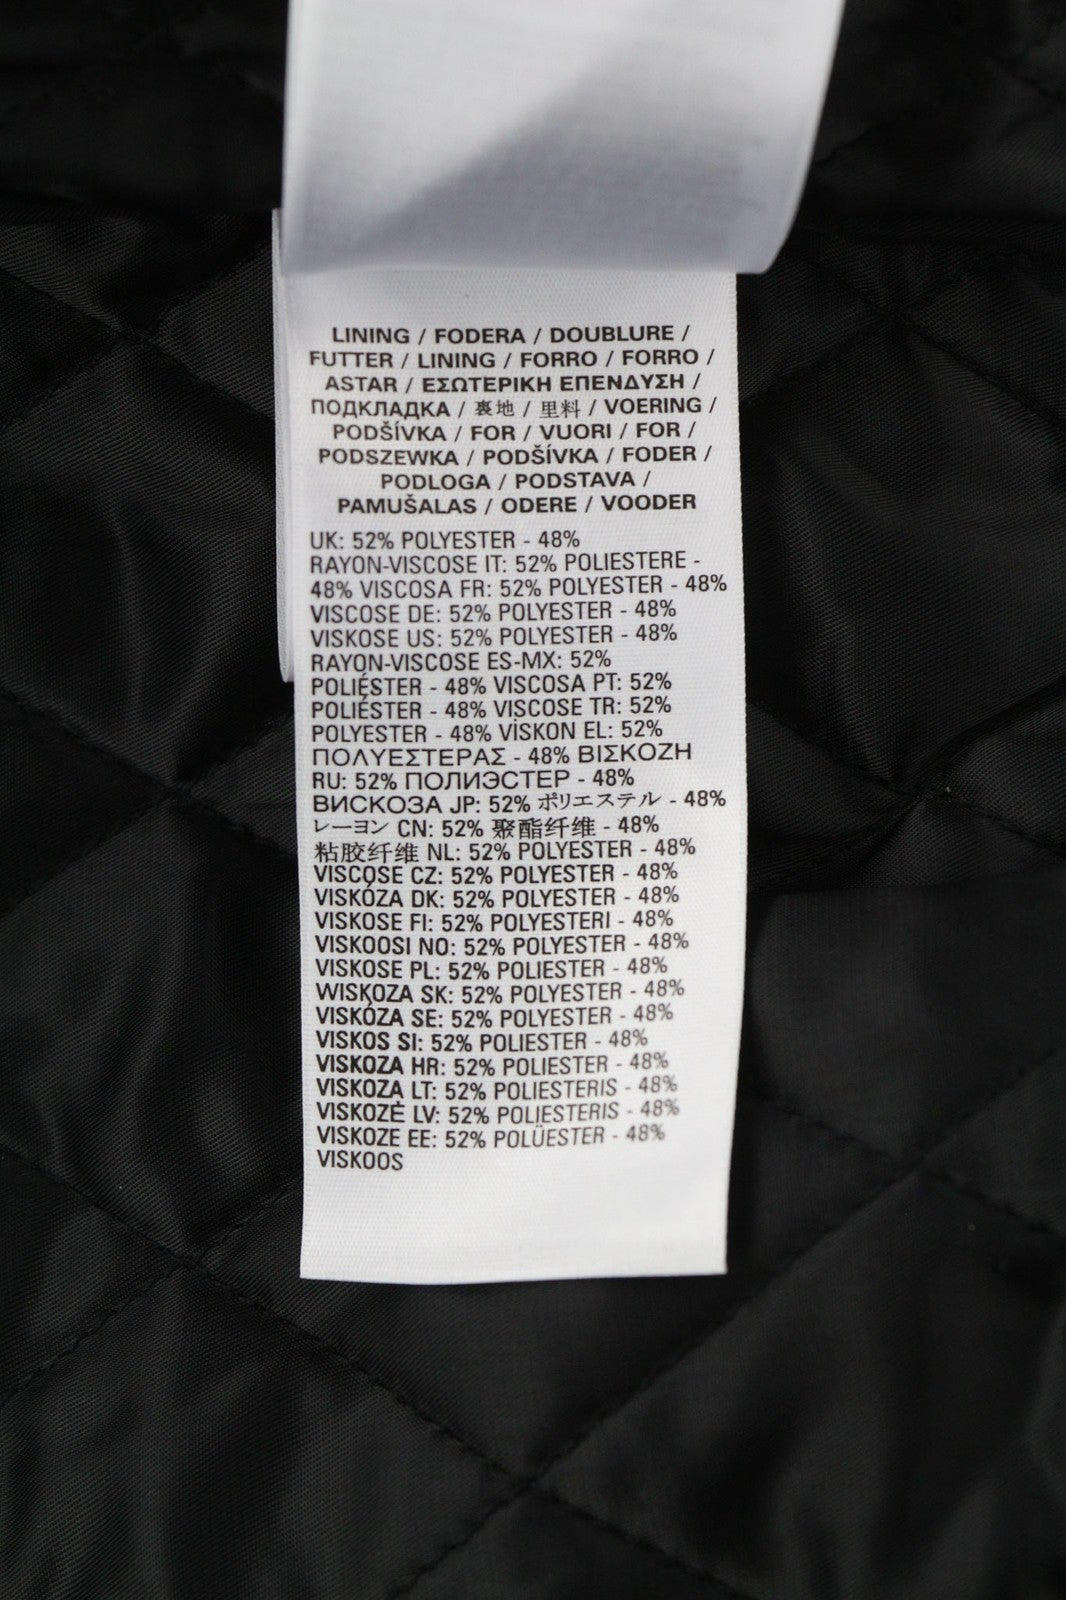 LINING / FODERA / DOUBLURE /
FUTTER / LINING / FORRO / FORRO /
ASTAR / ΕΣΩΤΕΡΙΚΗ ΕΠΕΝΔΥΣΗ /
ПОДКЛАДКА / 裏地 / 里料 / VOERING /
PODŠÍVKA / FOR / VUORI / FOR /
PODSZEWKA / PODŠÍVKA / FODER /
PODLOGA / PODSTAVA /
PAMUŠALAS / ODERE / VOODER
UK: 52% POLYESTER - 48%
RAYON-VISCOSE IT: 52% POLIESTERE -
48% VISCOSA FR: 52% POLYESTER - 48%
VISCOSE DE: 52% POLYESTER - 48%
VISKOSE US: 52% POLYESTER - 48%
RAYON-VISCOSE ES-MX: 52%
POLIÉSTER - 48% VISCOSA PT: 52%
POLIÉSTER - 48% VISCOSE TR: 52%
POLYESTER - 48% VİSKON EL: 52%
ΠΟΛΥΕΣΤΕΡΑΣ - 48% ΒΙΣΚΟΖΗ
RU: 52% ПОЛИЭСТЕР - 48%
ВИСКОЗА JP: 52% ポリエステル - 48%
レーヨン CN: 52% 聚酯纤维 - 48%
粘胶纤维 NL: 52% POLYESTER - 48%
VISCOSE CZ: 52% POLYESTER - 48%
VISKÓZA DK: 52% POLYESTER - 48%
VISKOSE FI: 52% POLYESTERI - 48%
VISKOOSI NO: 52% POLYESTER - 48%
VISKOSE PL: 52% POLIESTER - 48%
WISKOZA SK: 52% POLYESTER - 48%
VISKÓZA SE: 52% POLYESTER - 48%
VISKOS SI: 52% POLIESTER - 48%
VISKOZA HR: 52% POLIESTER - 48%
VISKOZA LT: 52% POLIESTERIS - 48%
VISKOZĖ LV: 52% POLIESTERIS - 48%
VISKOZE EE: 52% POLÜESTER - 48%
VISKOOS